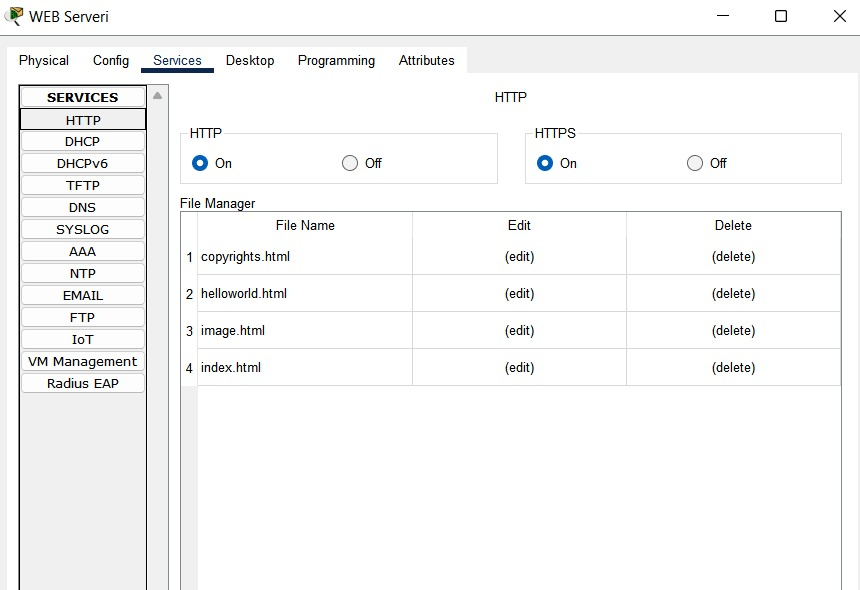 WEB Serveri
Physical Config Services Desktop Programming Attributes
SERVICES
HTTP
DHCP
DHCPv6
TFTP
DNS
SYSLOG
AAA
NTP
EMAIL
FTP
IoT
VM Management
Radius EAP
HTTP
HTTP
On Off
HTTPS
On Off
File Manager
File Name Edit Delete
1 copyrights.html (edit) (delete)
2 helloworld.html (edit) (delete)
3 image.html (edit) (delete)
4 index.html (edit) (delete)